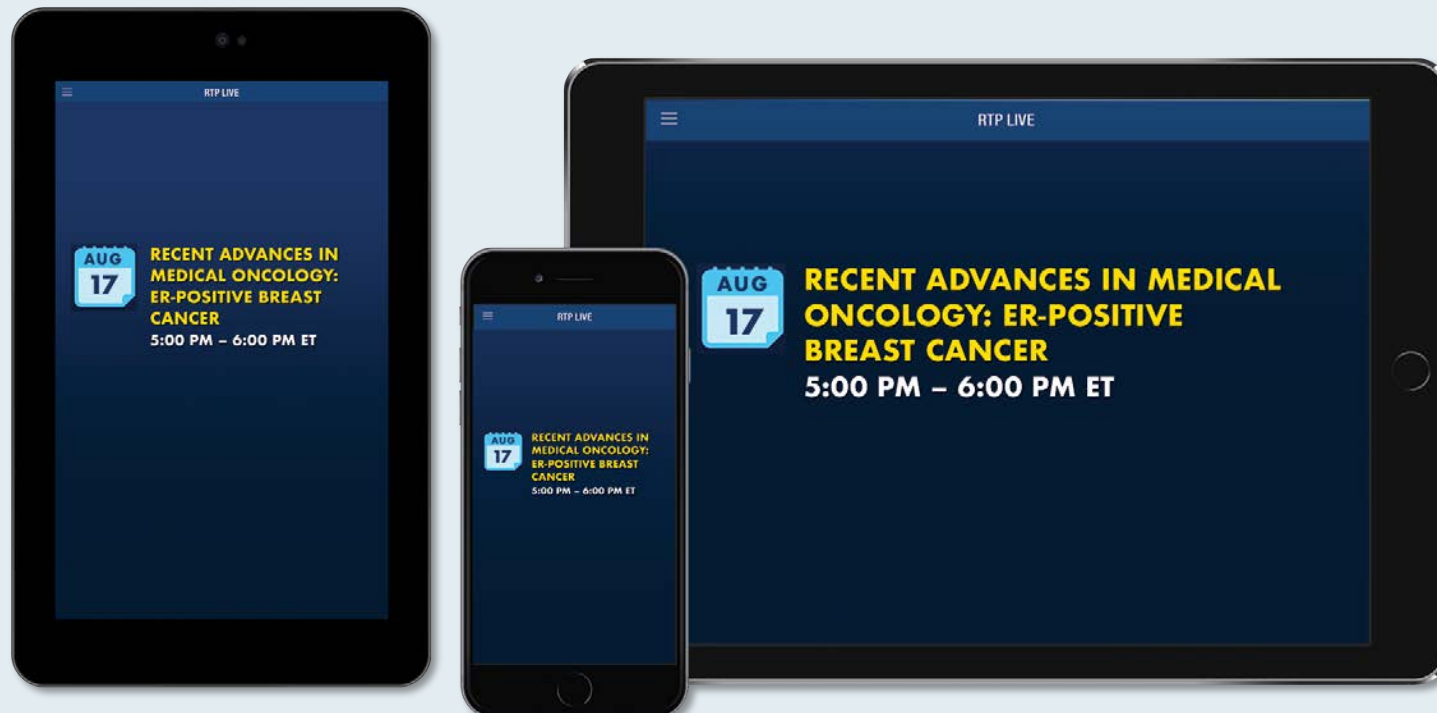 RTP LIVE
AUG
17
RECENT ADVANCES IN
MEDICAL ONCOLOGY:
ER-POSITIVE BREAST
CANCER
5:00 PM – 6:00 PM ET
RTP LIVE
AUG
17
RECENT ADVANCES IN
MEDICAL ONCOLOGY:
ER-POSITIVE BREAST
CANCER
5:00 PM – 6:00 PM ET
RTP LIVE
AUG
17
RECENT ADVANCES IN MEDICAL
ONCOLOGY: ER-POSITIVE
BREAST CANCER
5:00 PM – 6:00 PM ET